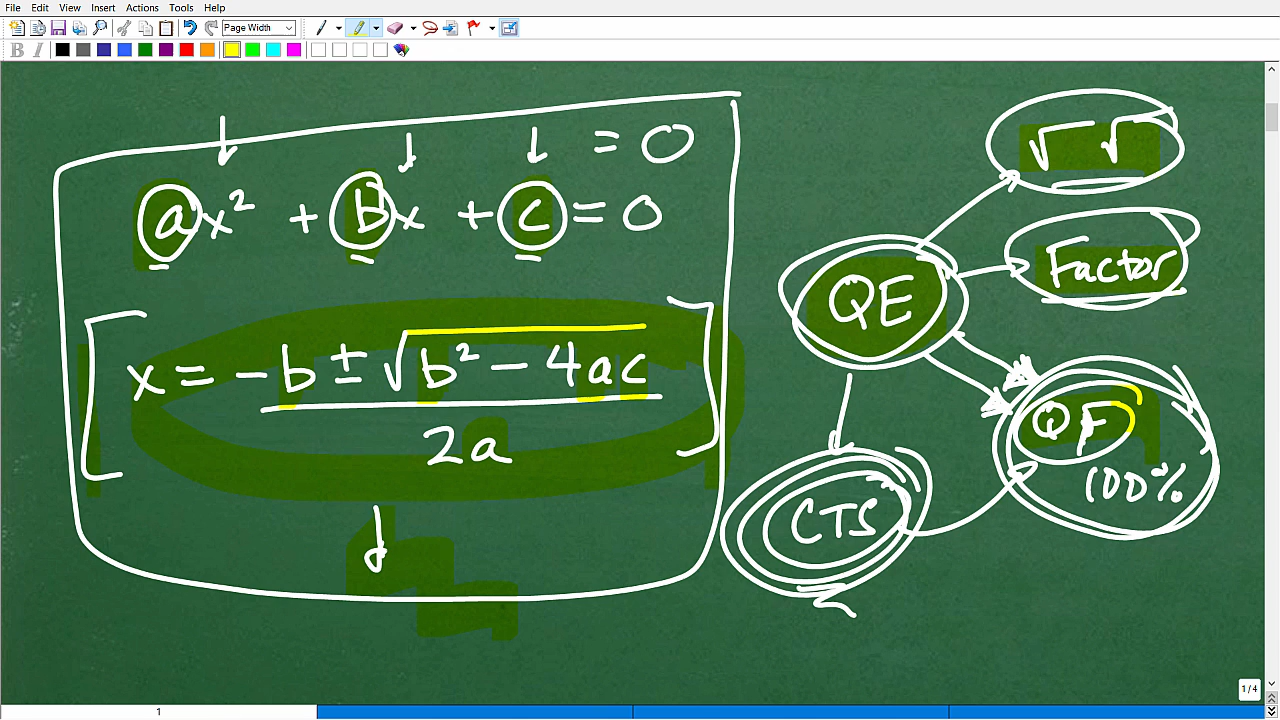 File Edit View Insert Actions Tools Help
Page Width
B I
= 0
ax² + bx + c = 0
x = -b ± √b² - 4ac
2a
√ √
Factor
QE
QF
100%
CTS
1/4
1